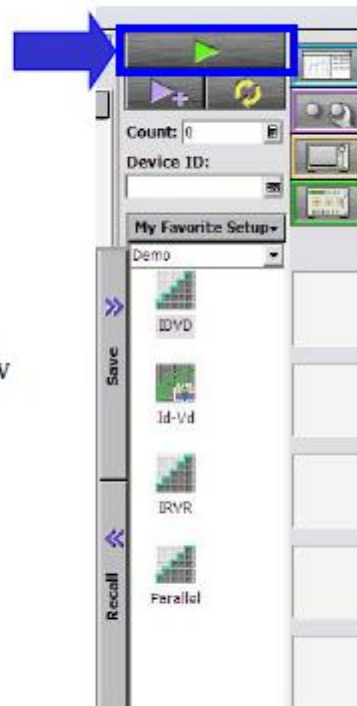 Count: 0
Device ID:
My Favorite Setup
Demo
IDVD
Save
Id-Vd
IRVR
Recall
Parallel